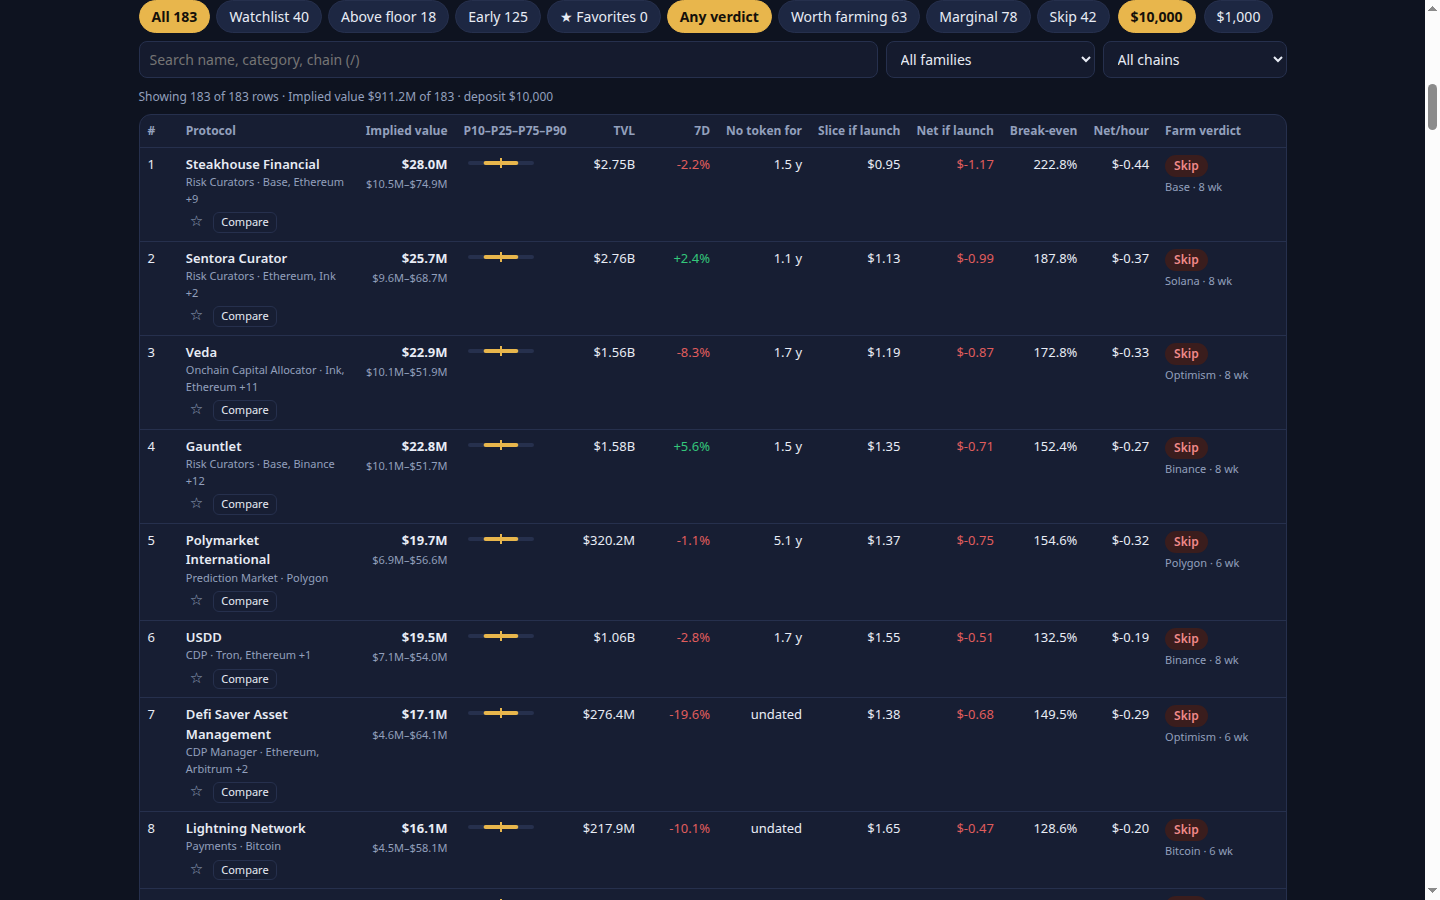 All 183 Watchlist 40 Above floor 18 Early 125 ★ Favorites 0 Any verdict Worth farming 63 Marginal 78 Skip 42 $10,000 $1,000
Search name, category, chain (/) All families All chains
Showing 183 of 183 rows · Implied value $911.2M of 183 · deposit $10,000
# Protocol Implied value P10–P25–P75–P90 TVL 7D No token for Slice if launch Net if launch Break-even Net/hour Farm verdict
1 Steakhouse Financial $28.0M $2.75B -2.2% 1.5 y $0.95 $-1.17 222.8% $-0.44 Skip
Risk Curators · Base, Ethereum $10.5M–$74.9M Base · 8 wk
+9
☆ Compare
2 Sentora Curator $25.7M $2.76B +2.4% 1.1 y $1.13 $-0.99 187.8% $-0.37 Skip
Risk Curators · Ethereum, Ink $9.6M–$68.7M Solana · 8 wk
+2
☆ Compare
3 Veda $22.9M $1.56B -8.3% 1.7 y $1.19 $-0.87 172.8% $-0.33 Skip
Onchain Capital Allocator · Ink, $10.1M–$51.9M Optimism · 8 wk
Ethereum +11
☆ Compare
4 Gauntlet $22.8M $1.58B +5.6% 1.5 y $1.35 $-0.71 152.4% $-0.27 Skip
Risk Curators · Base, Binance $10.1M–$51.7M Binance · 8 wk
+12
☆ Compare
5 Polymarket $19.7M $320.2M -1.1% 5.1 y $1.37 $-0.75 154.6% $-0.32 Skip
International $6.9M–$56.6M Polygon · 6 wk
Prediction Market · Polygon
☆ Compare
6 USDD $19.5M $1.06B -2.8% 1.7 y $1.55 $-0.51 132.5% $-0.19 Skip
CDP · Tron, Ethereum +1 $7.1M–$54.0M Binance · 8 wk
☆ Compare
7 Defi Saver Asset $17.1M $276.4M -19.6% undated $1.38 $-0.68 149.5% $-0.29 Skip
Management $4.6M–$64.1M Optimism · 6 wk
CDP Manager · Ethereum,
Arbitrum +2
☆ Compare
8 Lightning Network $16.1M $217.9M -10.1% undated $1.65 $-0.47 128.6% $-0.20 Skip
Payments · Bitcoin $4.5M–$58.1M Bitcoin · 6 wk
☆ Compare